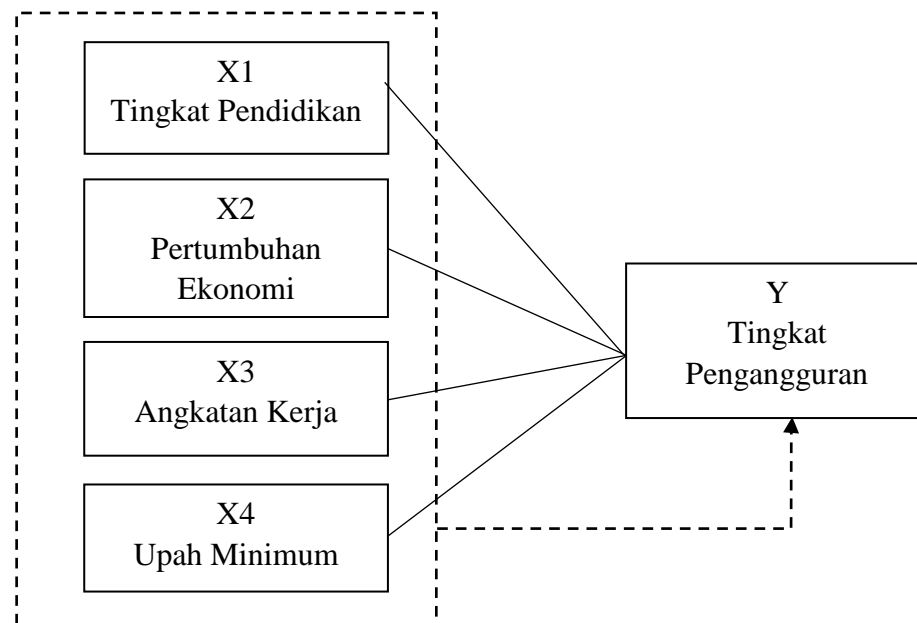 X1
Tingkat Pendidikan
X2
Pertumbuhan
Ekonomi
X3
Angkatan Kerja
X4
Upah Minimum
Y
Tingkat
Pengangguran